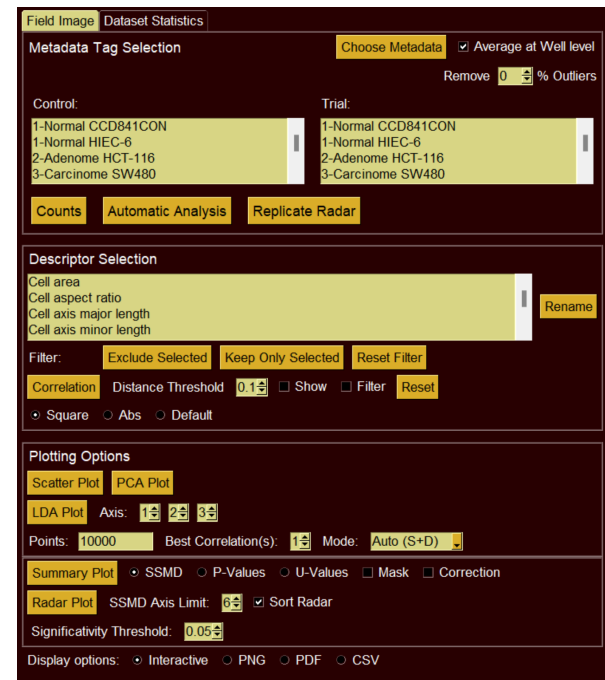 Field Image Dataset Statistics
Metadata Tag Selection Choose Metadata Average at Well level
Remove 0 % Outliers
Control: Trial:
1-Normal CCD841CON 1-Normal CCD841CON
1-Normal HIEC-6 1-Normal HIEC-6
2-Adenome HCT-116 2-Adenome HCT-116
3-Carcinome SW480 3-Carcinome SW480
Counts Automatic Analysis Replicate Radar
Descriptor Selection
Cell area
Cell aspect ratio
Cell axis major length
Cell axis minor length
Rename
Filter: Exclude Selected Keep Only Selected Reset Filter
Correlation Distance Threshold 0.1 Show Filter Reset
Square Abs Default
Plotting Options
Scatter Plot PCA Plot
LDA Plot Axis: 1 2 3
Points: 10000 Best Correlation(s): 1 Mode: Auto (S+D)
Summary Plot SSMD P-Values U-Values Mask Correction
Radar Plot SSMD Axis Limit: 6 Sort Radar
Significativity Threshold: 0.05
Display options: Interactive PNG PDF CSV